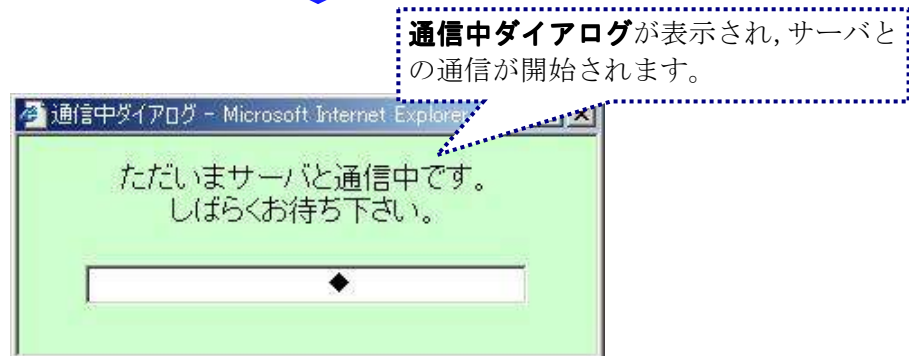 通信中ダイアログが表示され,サーバと
の通信が開始されます。
通信中ダイアログ - Microsoft Internet Explorer
ただいまサーバと通信中です。
しばらくお待ち下さい。
◆